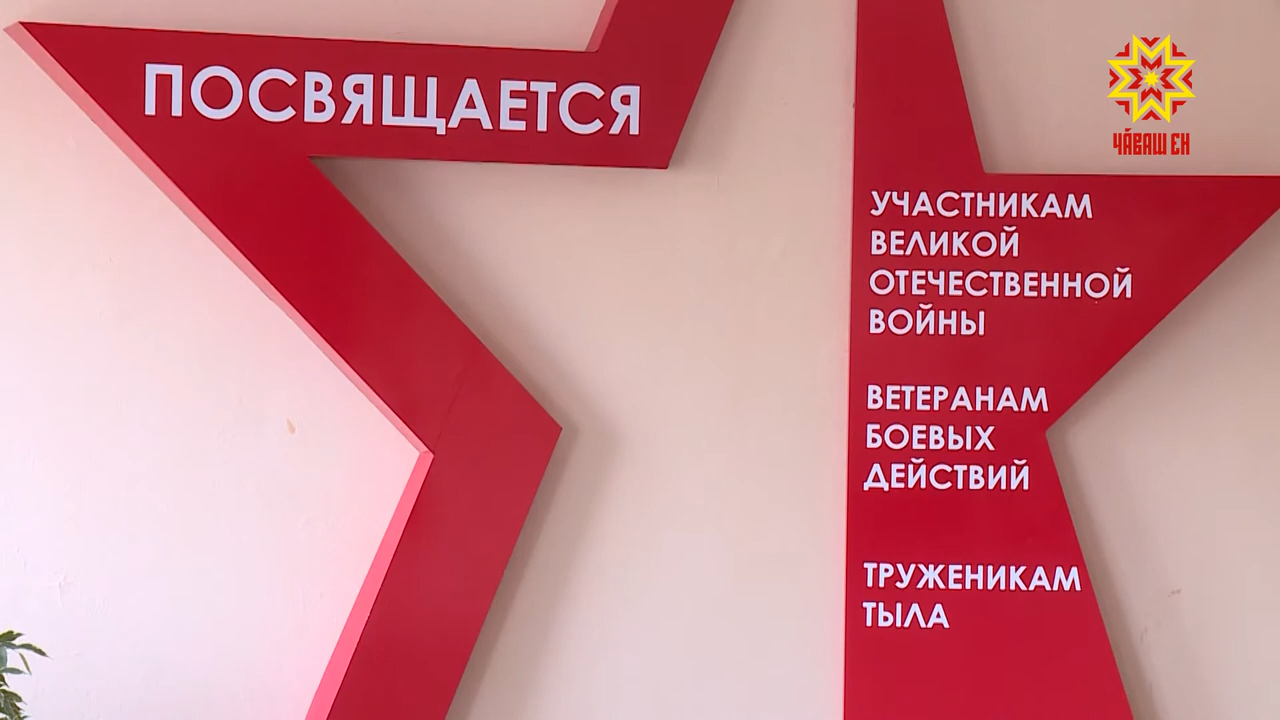 ПОСВЯЩАЕТСЯ
УЧАСТНИКАМ
ВЕЛИКОЙ
ОТЕЧЕСТВЕННОЙ
ВОЙНЫ
ВЕТЕРАНАМ
БОЕВЫХ
ДЕЙСТВИЙ
ТРУЖЕНИКАМ
ТЫЛА
ЧĂВАШ ЕН